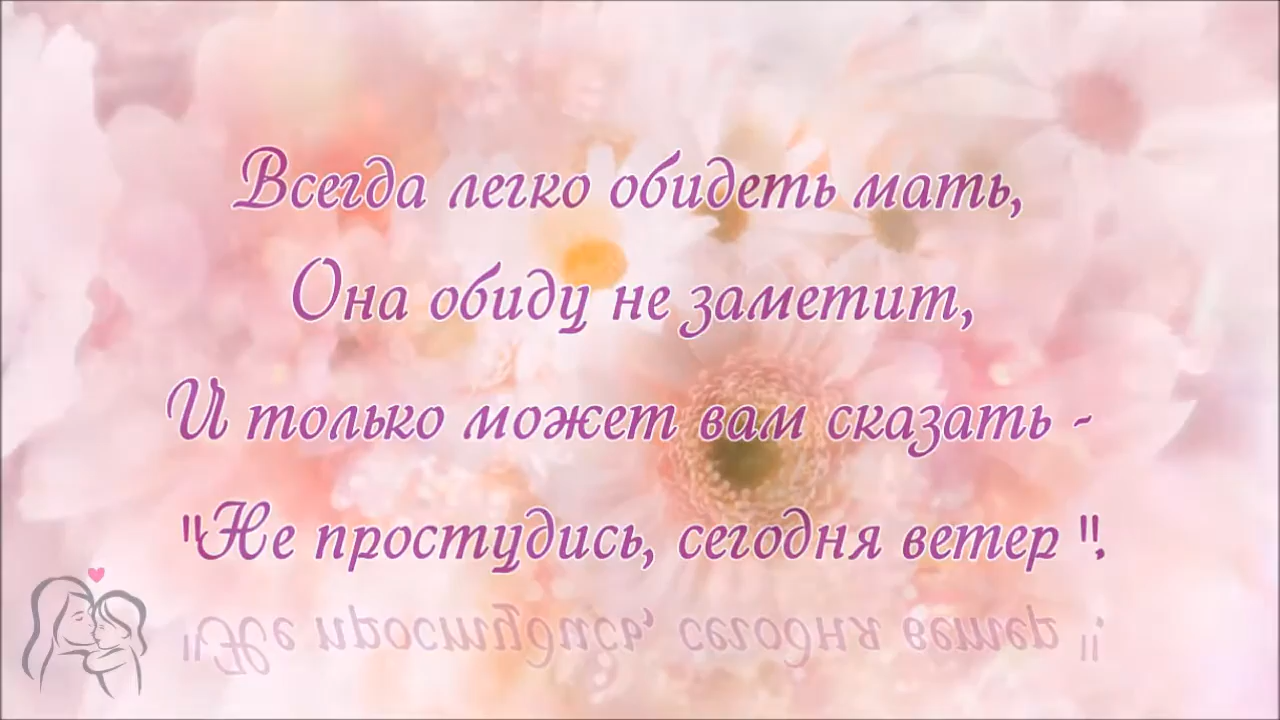 Всегда легко обидеть мать,
Она обиду не заметит,
И только может вам сказать -
"Не простудись, сегодня ветер ".